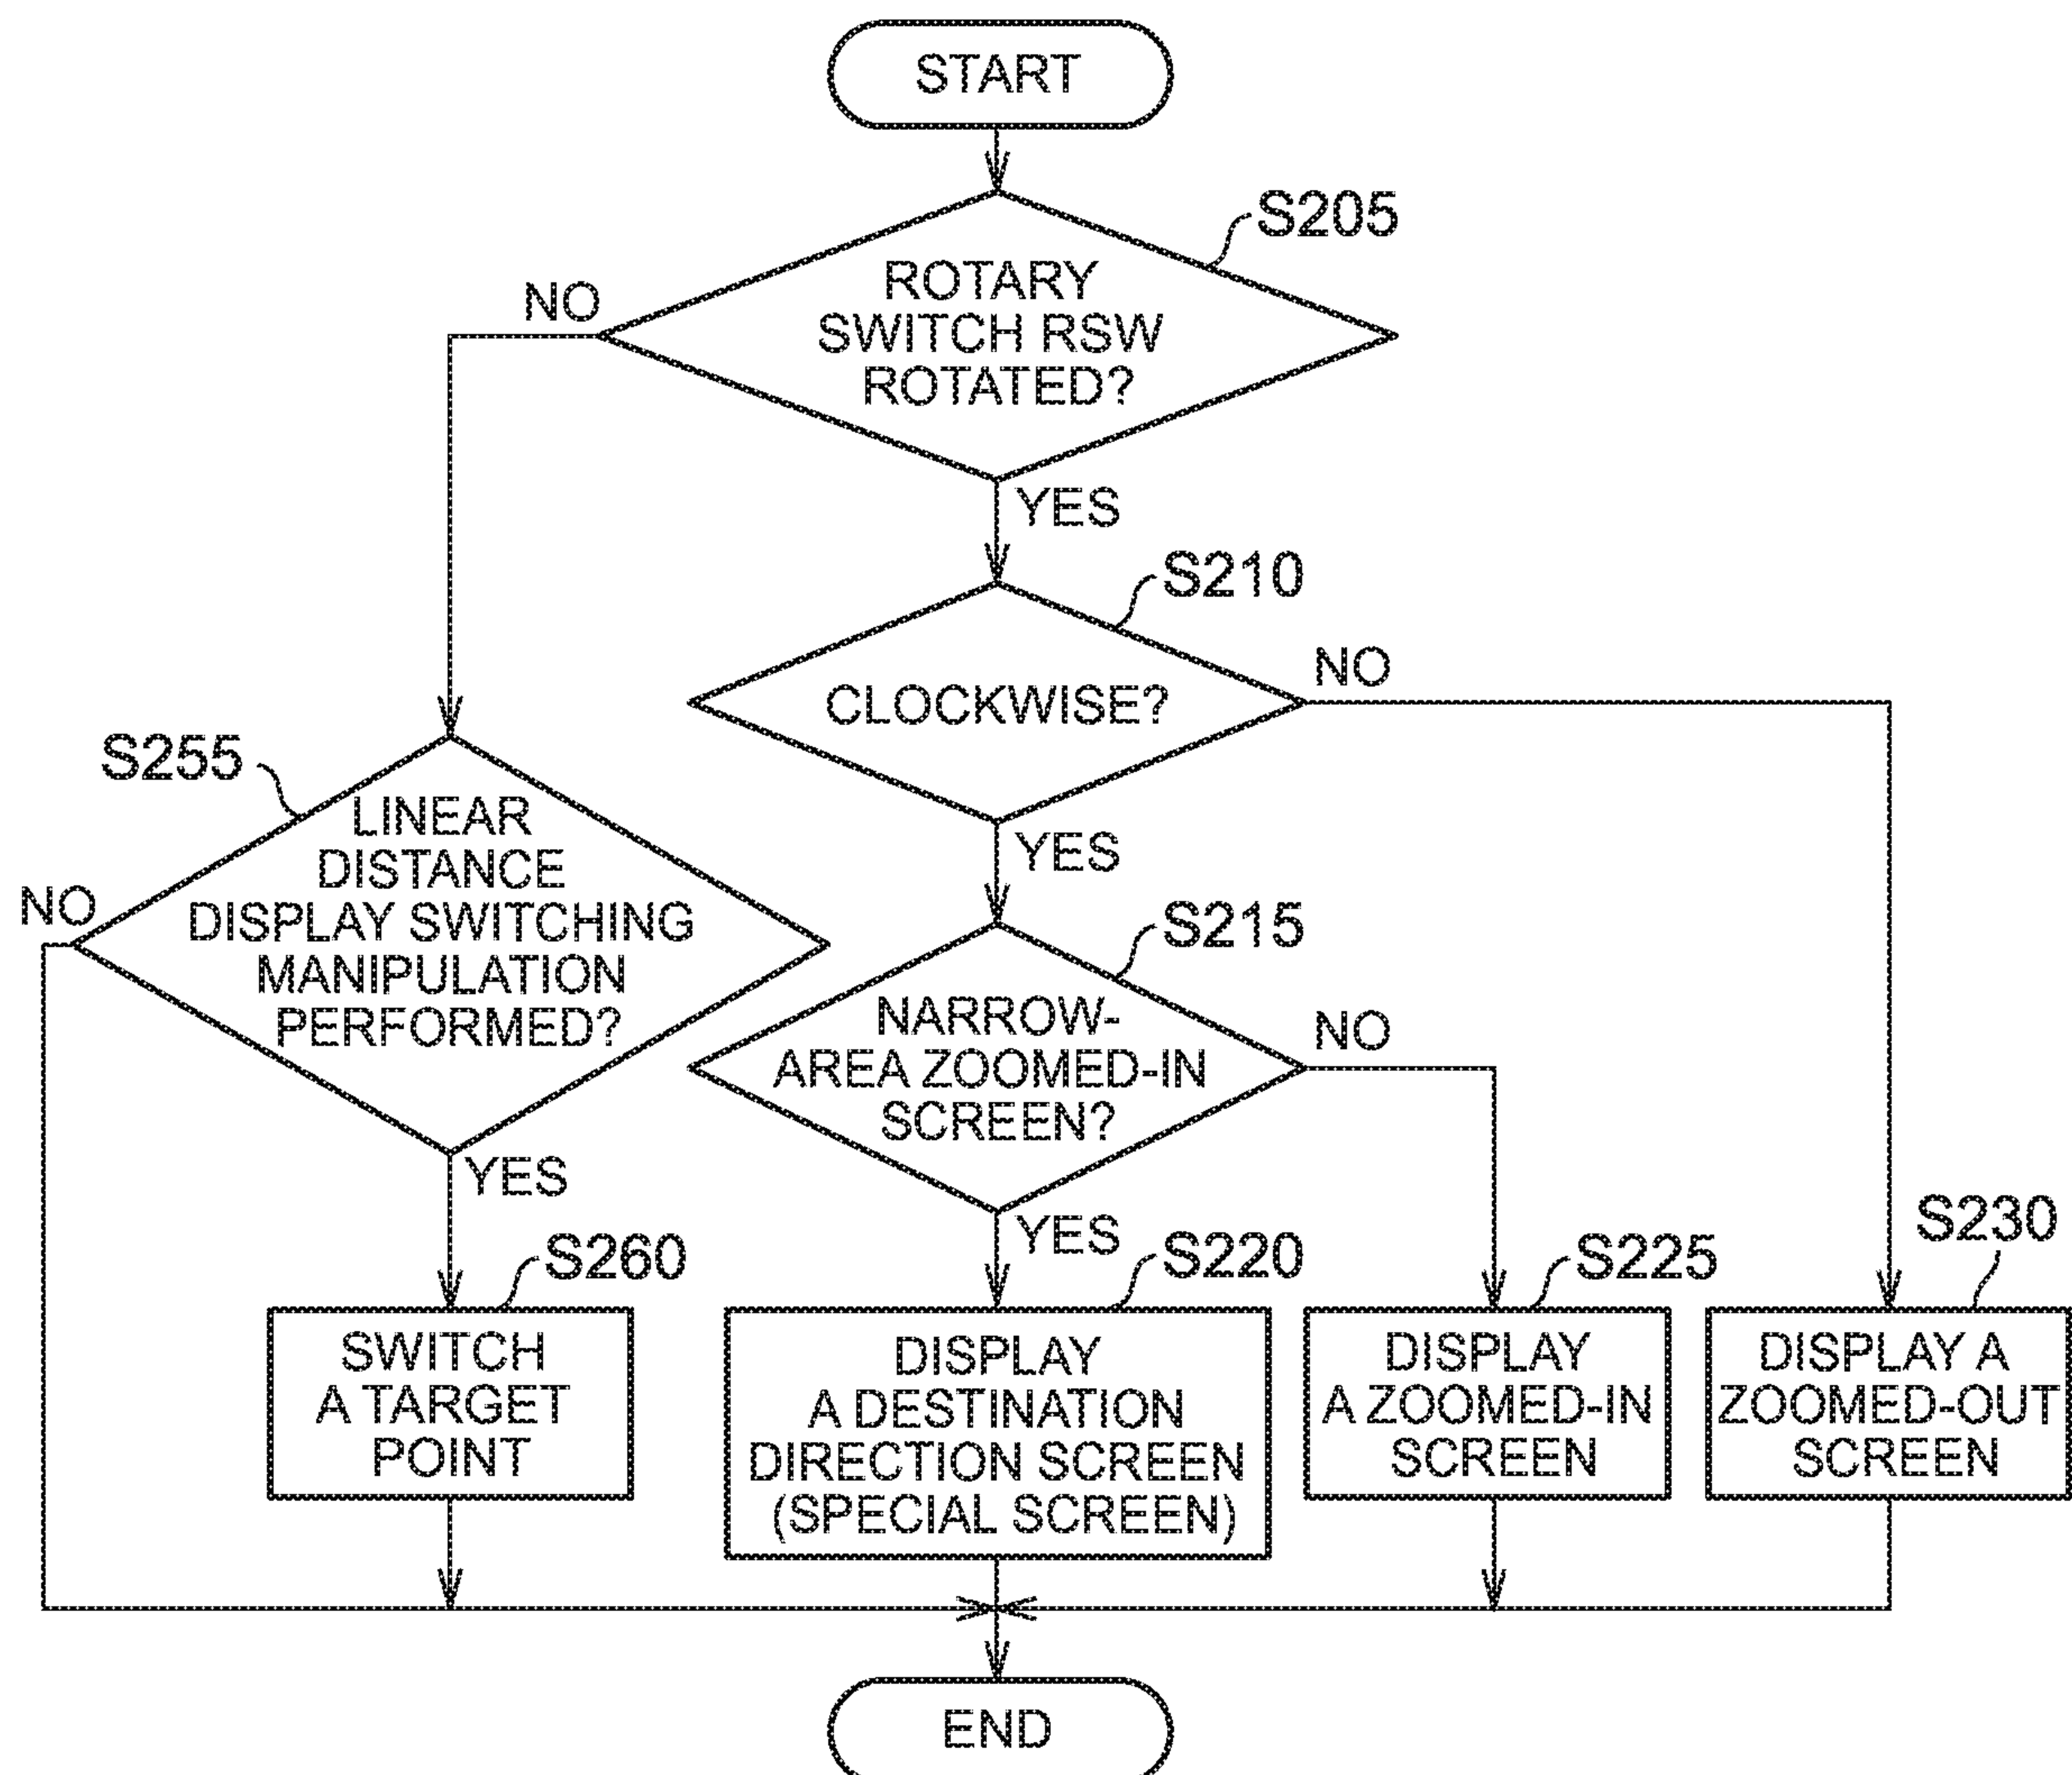 START
S205
ROTARY
SWITCH RSW
ROTATED?
NO
YES
S210
CLOCKWISE?
NO
YES
S255
LINEAR
DISTANCE
DISPLAY SWITCHING
MANIPULATION
PERFORMED?
NO
YES
S215
NARROW-
AREA ZOOMED-IN
SCREEN?
NO
YES
S260
SWITCH
A TARGET
POINT
S220
DISPLAY
A DESTINATION
DIRECTION SCREEN
(SPECIAL SCREEN)
S225
DISPLAY
A ZOOMED-IN
SCREEN
S230
DISPLAY A
ZOOMED-OUT
SCREEN
END